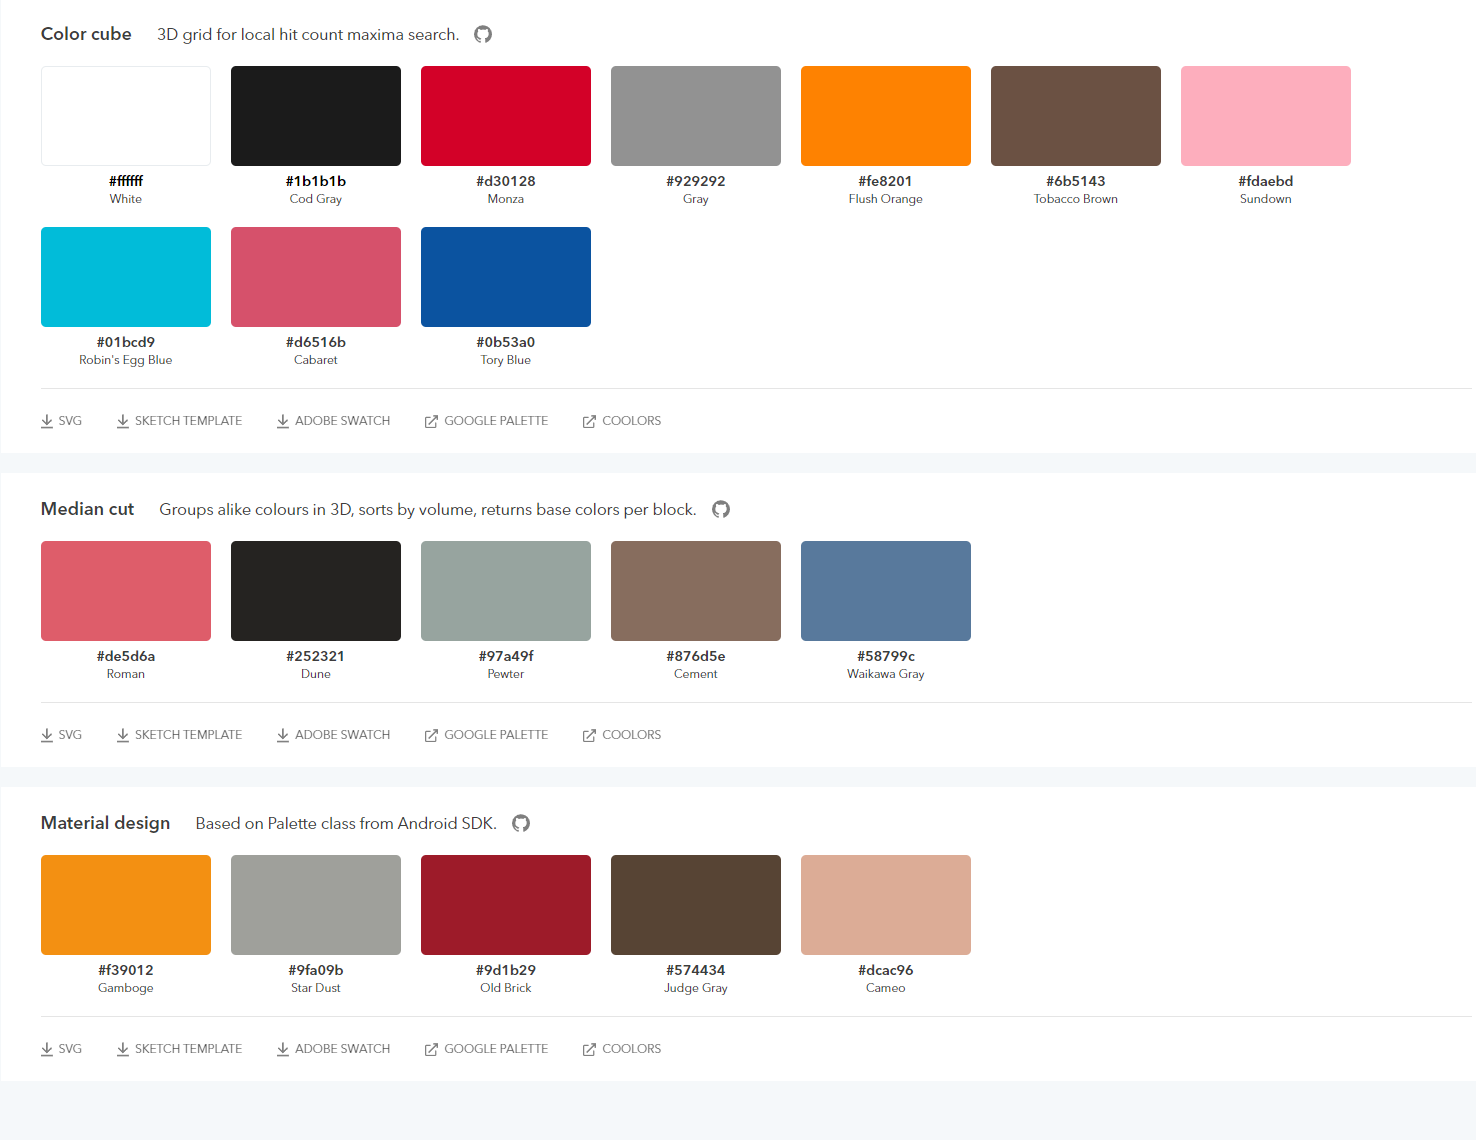 Color cube 3D grid for local hit count maxima search.
#ffffff #1b1b1b #d30128 #929292 #fe8201 #6b5143 #fdaebd
White Cod Gray Monza Gray Flush Orange Tobacco Brown Sundown
#01bcd9 #d6516b #0b53a0
Robin's Egg Blue Cabaret Tory Blue
SVG SKETCH TEMPLATE ADOBE SWATCH GOOGLE PALETTE COOLORS
Median cut Groups alike colours in 3D, sorts by volume, returns base colors per block.
#de5d6a #252321 #97a49f #876d5e #58799c
Roman Dune Pewter Cement Waikawa Gray
SVG SKETCH TEMPLATE ADOBE SWATCH GOOGLE PALETTE COOLORS
Material design Based on Palette class from Android SDK.
#f39012 #9fa09b #9d1b29 #574434 #dcac96
Gamboge Star Dust Old Brick Judge Gray Cameo
SVG SKETCH TEMPLATE ADOBE SWATCH GOOGLE PALETTE COOLORS